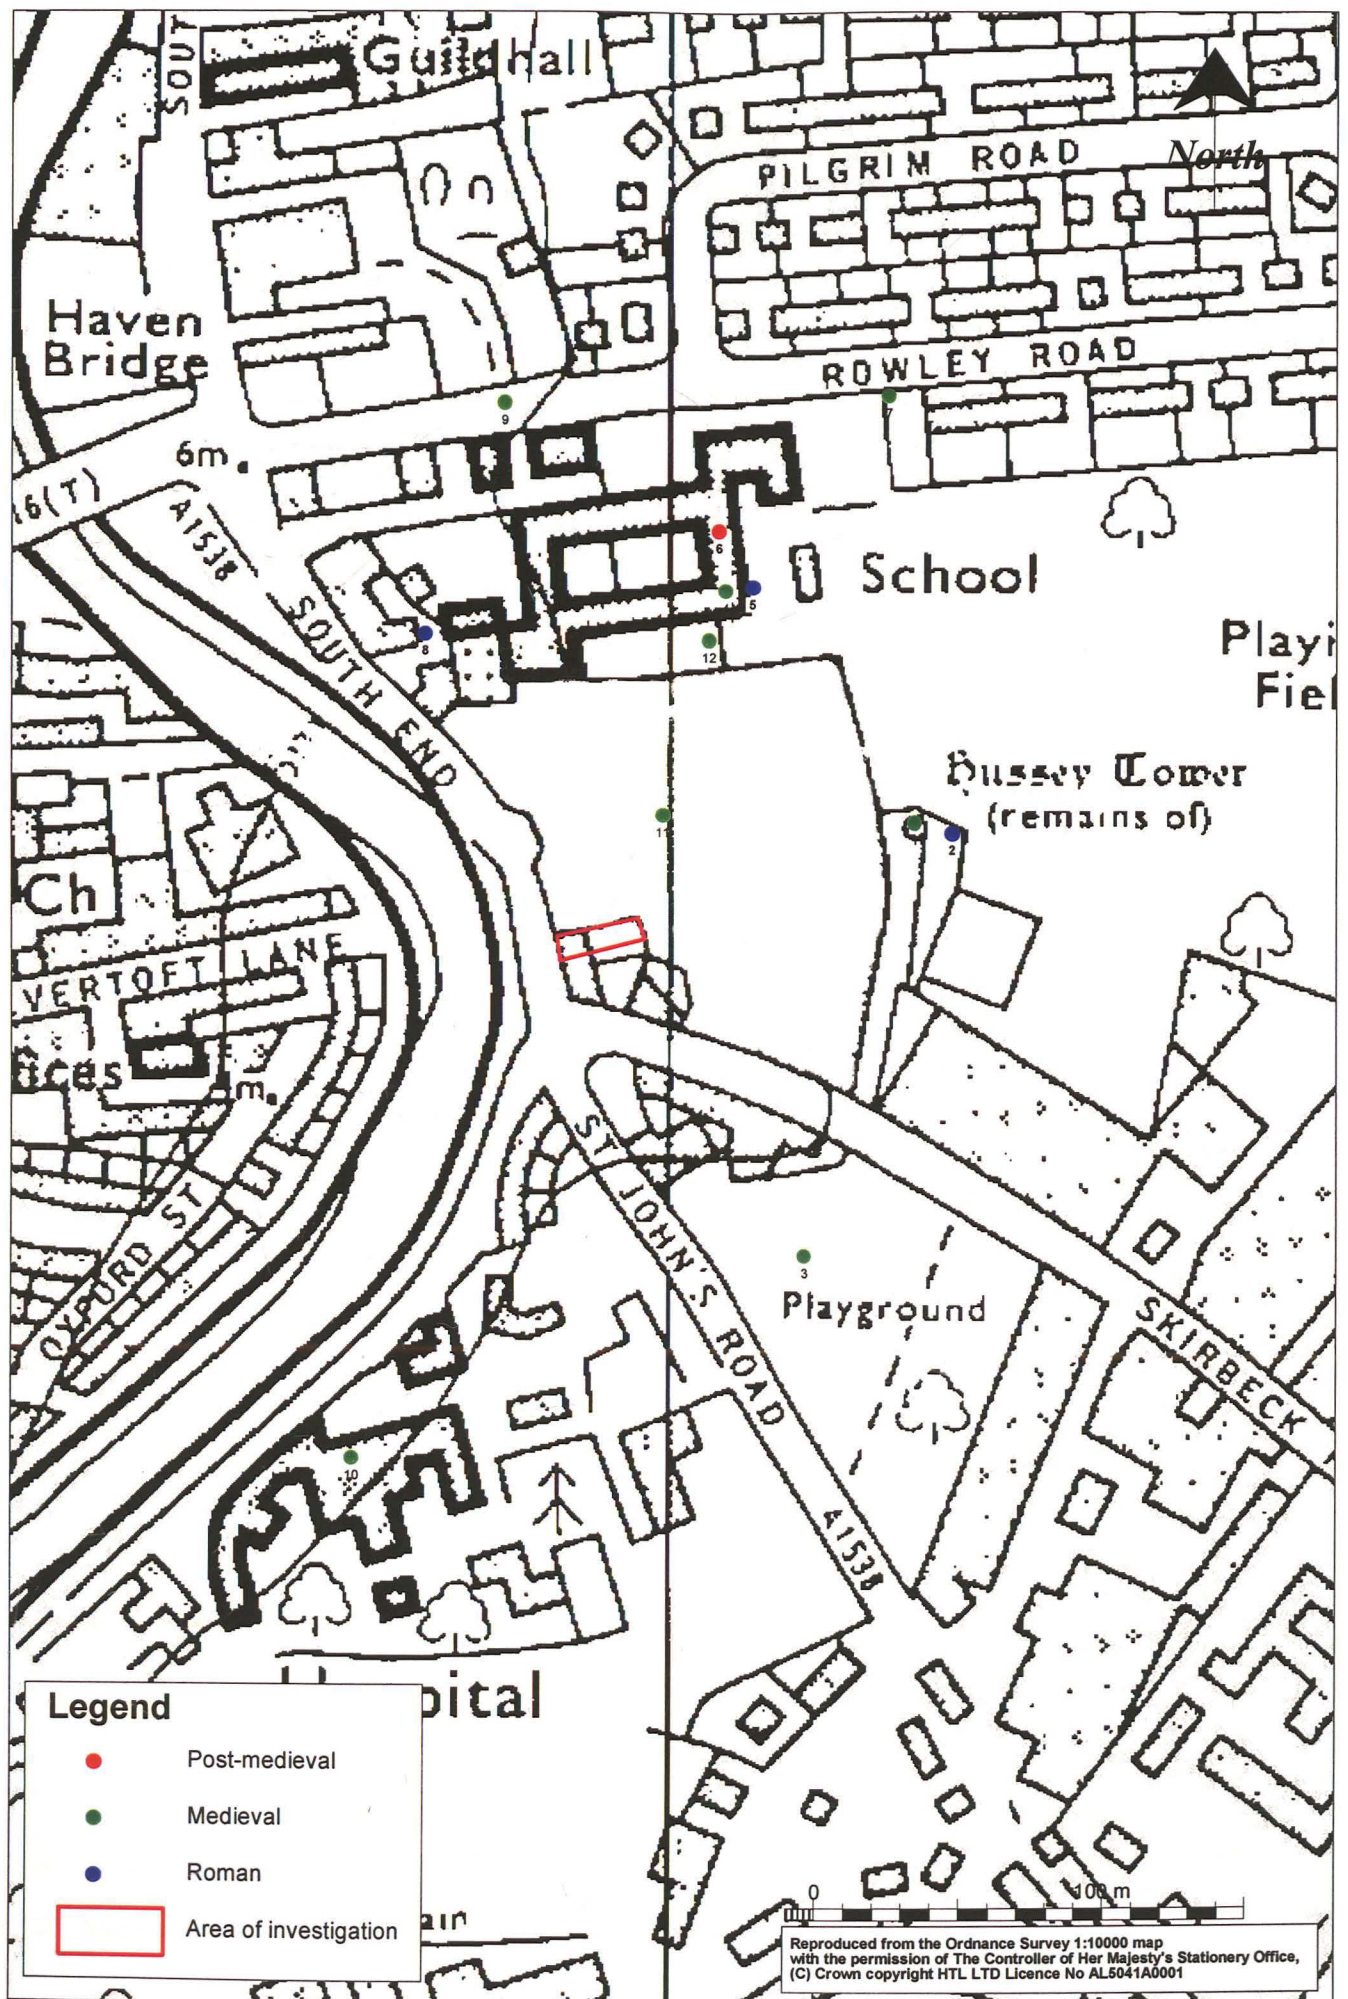 SOUT
Guildhall
North
PILGRIM ROAD
Haven
Bridge
ROWLEY ROAD
9
7
6m.
16(T)
A1538
6
School
5
8
12
SOUTH END
Playi
Fiel
Hussey Tower
(remains of)
11
2
Ch
VERTOFT LANE
m.
ST JOHN'S ROAD
OXFORD ST
3
Playground
SKIRBECK
10
A1538
pital
Legend
Post-medieval
Medieval
Roman
Area of investigation
ain
0 100 m
Reproduced from the Ordnance Survey 1:10000 map
with the permission of The Controller of Her Majesty's Stationery Office,
(C) Crown copyright HTL LTD Licence No AL5041A0001